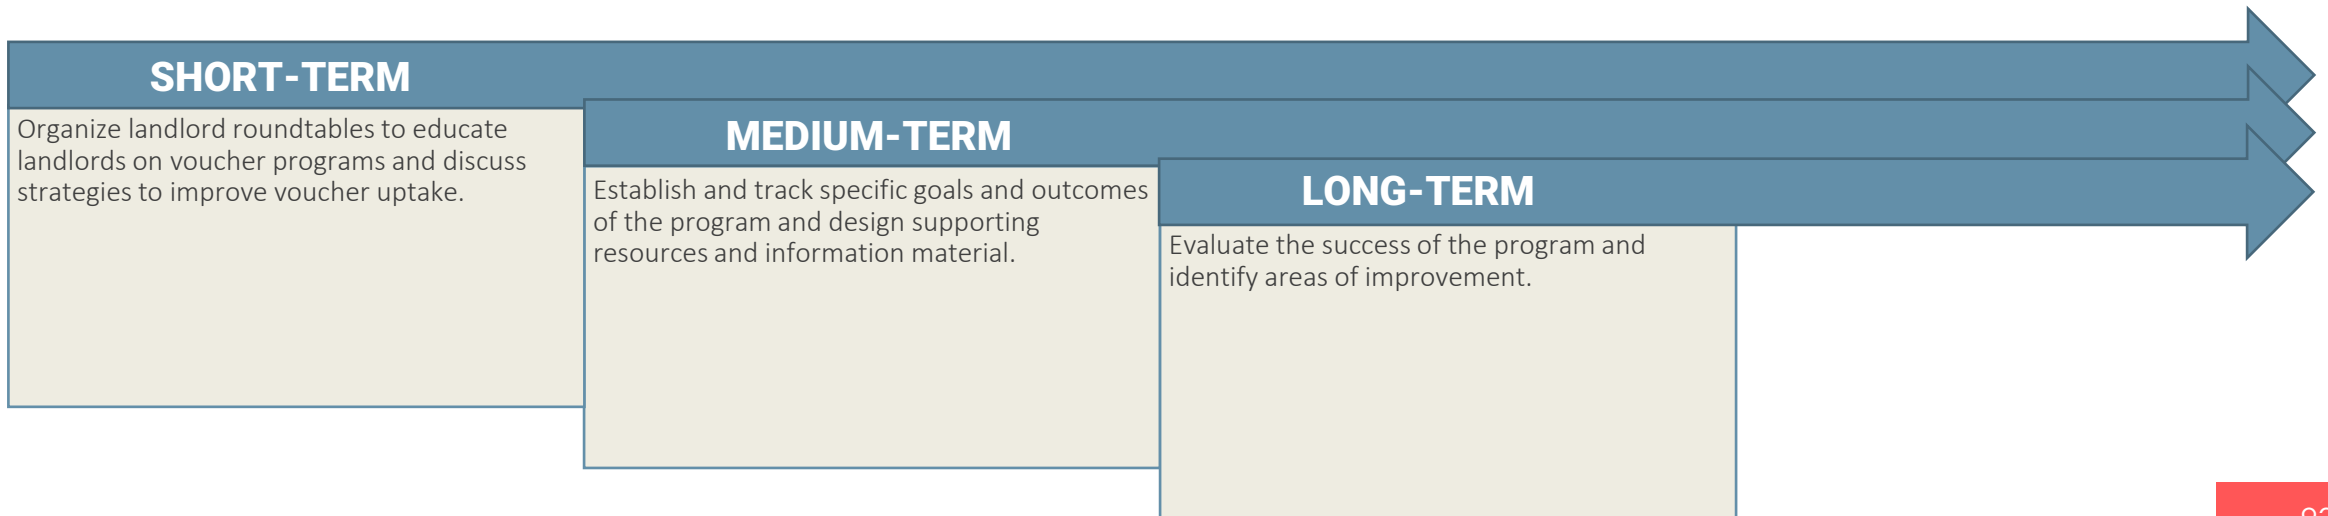 SHORT-TERM
Organize landlord roundtables to educate
landlords on voucher programs and discuss
strategies to improve voucher uptake.
MEDIUM-TERM
Establish and track specific goals and outcomes
of the program and design supporting
resources and information material.
LONG-TERM
Evaluate the success of the program and
identify areas of improvement.